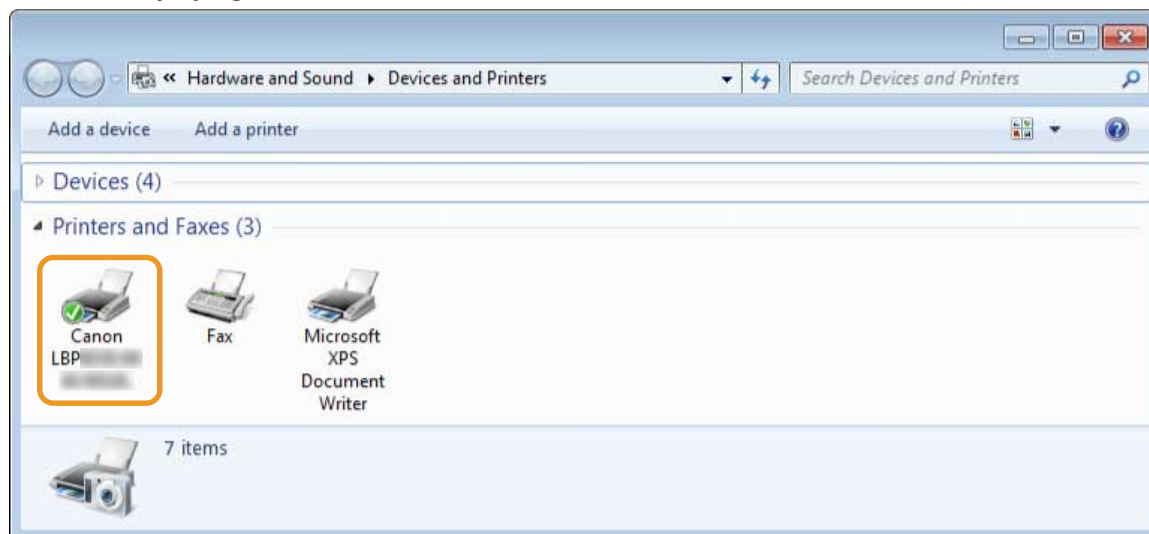 « Hardware and Sound ▸ Devices and Printers
Search Devices and Printers
Add a device Add a printer
Devices (4)
Printers and Faxes (3)
Canon
LBP
Fax
Microsoft
XPS
Document
Writer
7 items